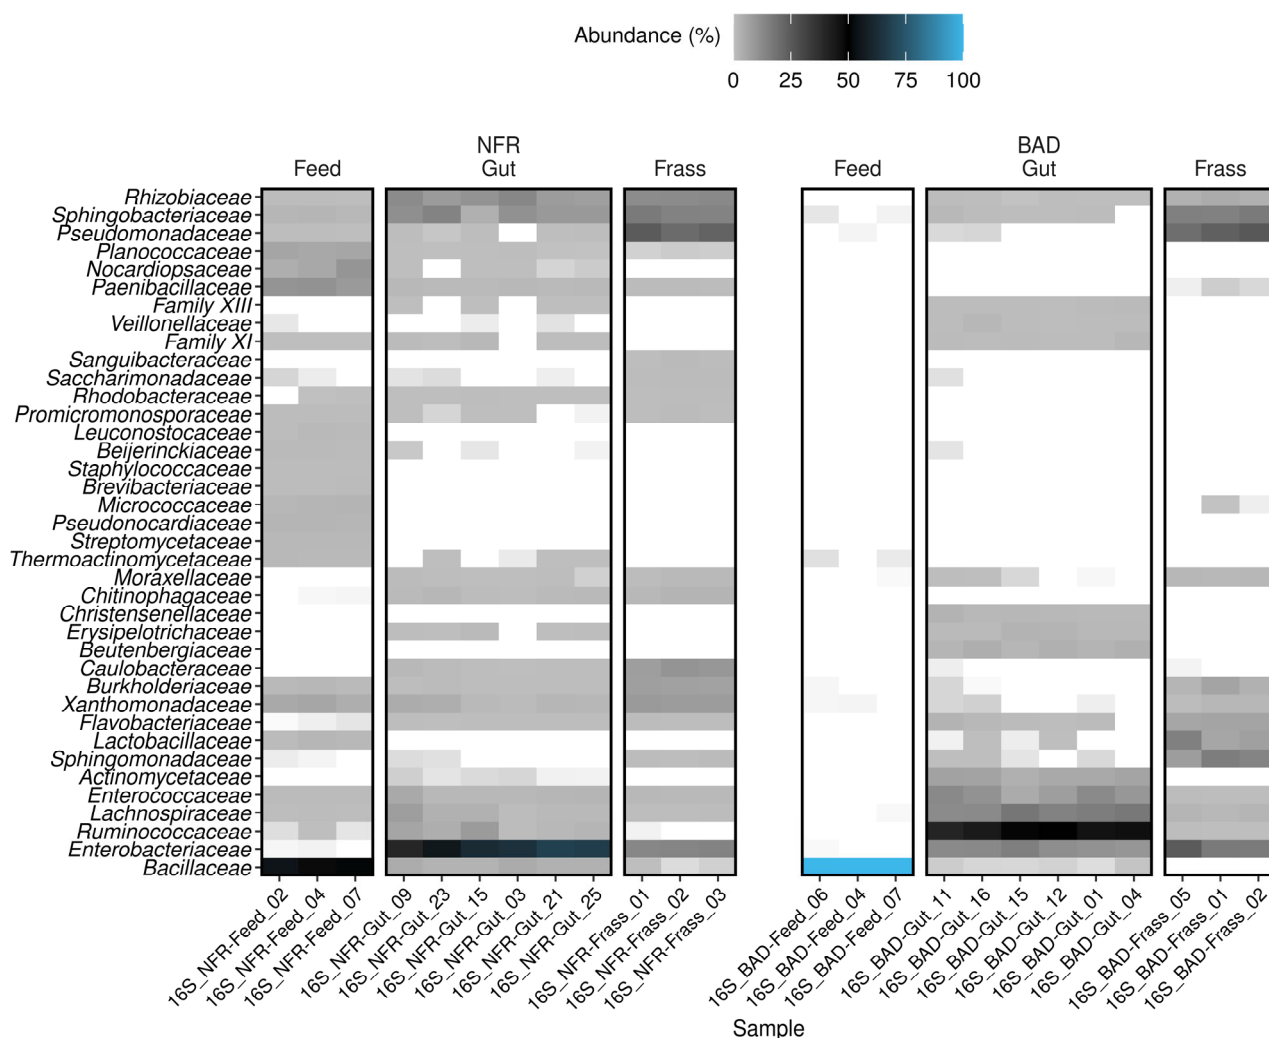 Abundance (%)
0 25 50 75 100
NFR BAD
Feed Gut Frass Feed Gut Frass
Rhizobiaceae
Sphingobacteriaceae
Pseudomonadaceae
Planococcaceae
Nocardiopsaceae
Paenibacillaceae
Family XIII
Veillonellaceae
Family XI
Sanguibacteraceae
Saccharimonadaceae
Rhodobacteraceae
Promicromonosporaceae
Leuconostocaceae
Beijerinckiaceae
Staphylococcaceae
Brevibacteriaceae
Micrococcaceae
Pseudonocardiaceae
Streptomycetaceae
Thermoactinomycetaceae
Moraxellaceae
Chitinophagaceae
Christensenellaceae
Erysipelotrichaceae
Beutenbergiaceae
Caulobacteraceae
Burkholderiaceae
Xanthomonadaceae
Flavobacteriaceae
Lactobacillaceae
Sphingomonadaceae
Actinomycetaceae
Enterococcaceae
Lachnospiraceae
Ruminococcaceae
Enterobacteriaceae
Bacillaceae
16S_NFR-Feed_02
16S_NFR-Feed_04
16S_NFR-Feed_07
16S_NFR-Gut_09
16S_NFR-Gut_23
16S_NFR-Gut_15
16S_NFR-Gut_03
16S_NFR-Gut_21
16S_NFR-Gut_25
16S_NFR-Frass_01
16S_NFR-Frass_02
16S_NFR-Frass_03
16S_BAD-Feed_06
16S_BAD-Feed_04
16S_BAD-Feed_07
16S_BAD-Gut_11
16S_BAD-Gut_16
16S_BAD-Gut_15
16S_BAD-Gut_12
16S_BAD-Gut_01
16S_BAD-Gut_04
16S_BAD-Frass_05
16S_BAD-Frass_01
16S_BAD-Frass_02
Sample